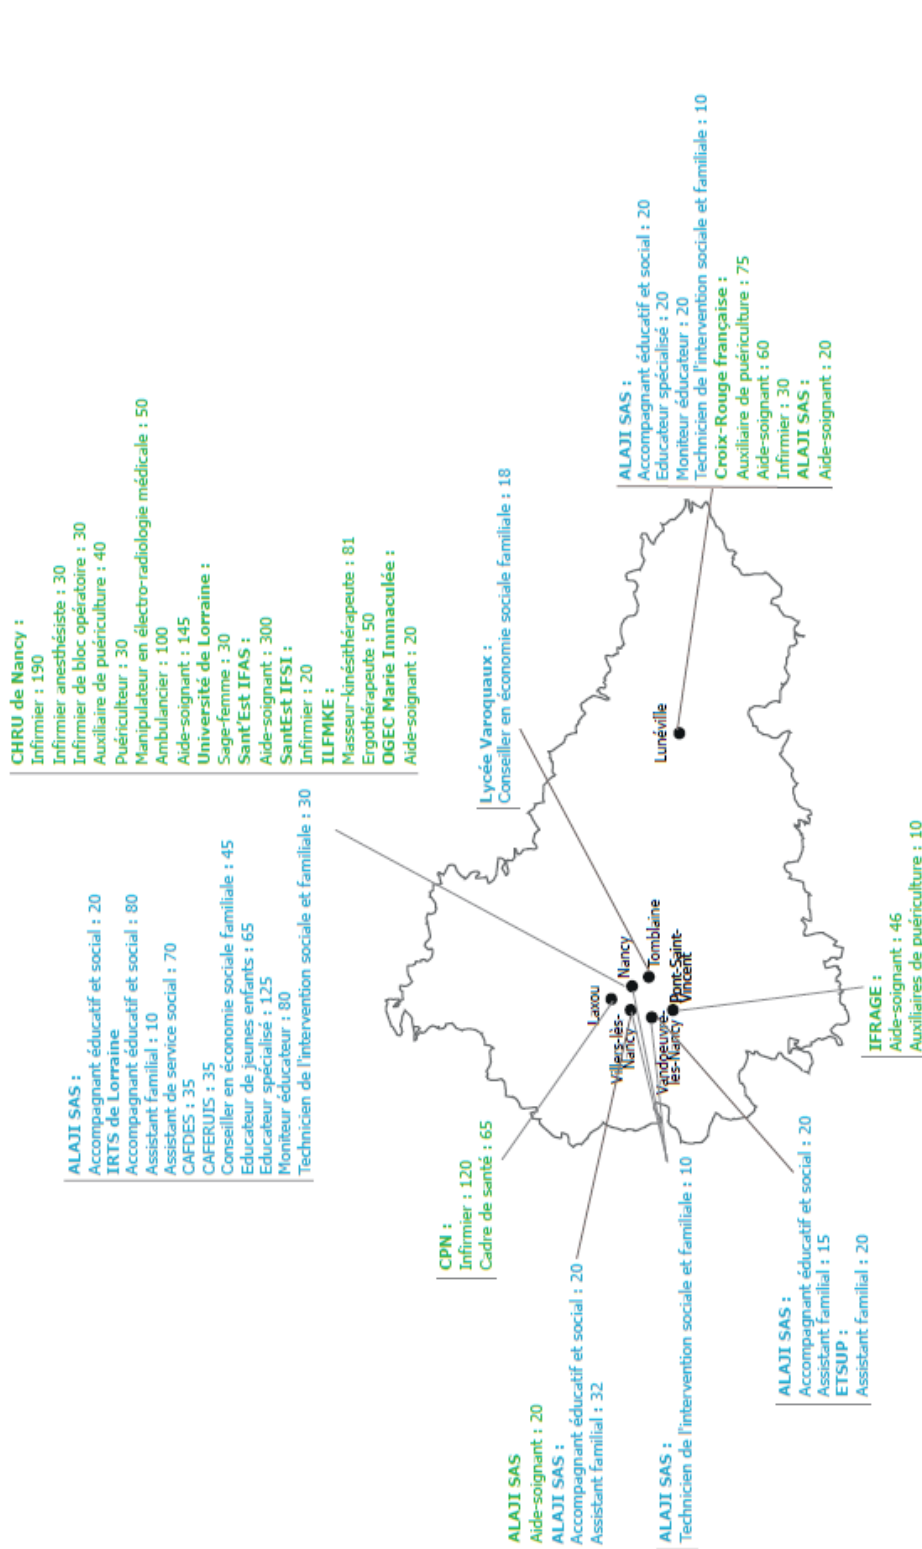 ALAJI SAS :
Accompagnant éducatif et social : 20
IRTS de Lorraine
Accompagnant éducatif et social : 80
Assistant familial : 10
Assistant de service social : 70
CAFDES : 35
CAFERUIS : 35
Conseiller en économie sociale familiale : 45
Educateur de jeunes enfants : 65
Educateur spécialisé : 125
Moniteur éducateur : 80
Technicien de l'intervention sociale et familiale : 30
CHRU de Nancy :
Infirmier : 190
Infirmier anesthésiste : 30
Infirmier de bloc opératoire : 30
Auxiliaire de puériculture : 40
Puériculteur : 30
Manipulateur en électro-radiologie médicale : 50
Ambulancier : 100
Aide-soignant : 145
Université de Lorraine :
Sage-femme : 30
Sant'Est IFAS :
Aide-soignant : 300
SantEst IFSI :
Infirmier : 20
ILFMKE :
Masseur-kinésithérapeute : 81
Ergothérapeute : 50
OGEC Marie Immaculée :
Aide-soignant : 20
CPN :
Infirmier : 120
Cadre de santé : 65
Lycée Varoquaux :
Conseiller en économie sociale familiale : 18
ALAJI SAS
Aide-soignant : 20
ALAJI SAS :
Accompagnant éducatif et social : 20
Assistant familial : 32
Laxou
Villers-lès-
Nancy
Nancy
Tomblaine
Vandoeuvre-
lès-Nancy
Pont-Saint-
Vincent
Lunéville
ALAJI SAS :
Accompagnant éducatif et social : 20
Educateur spécialisé : 20
Moniteur éducateur : 20
Technicien de l'intervention sociale et familiale : 10
Croix-Rouge française :
Auxiliaire de puériculture : 75
Aide-soignant : 60
Infirmier : 30
ALAJI SAS :
Aide-soignant : 20
ALAJI SAS :
Technicien de l'intervention sociale et familiale : 10
ALAJI SAS :
Accompagnant éducatif et social : 20
Assistant familial : 15
ETSUP :
Assistant familial : 20
IFRAGE :
Aide-soignant : 46
Auxiliaires de puériculture : 10